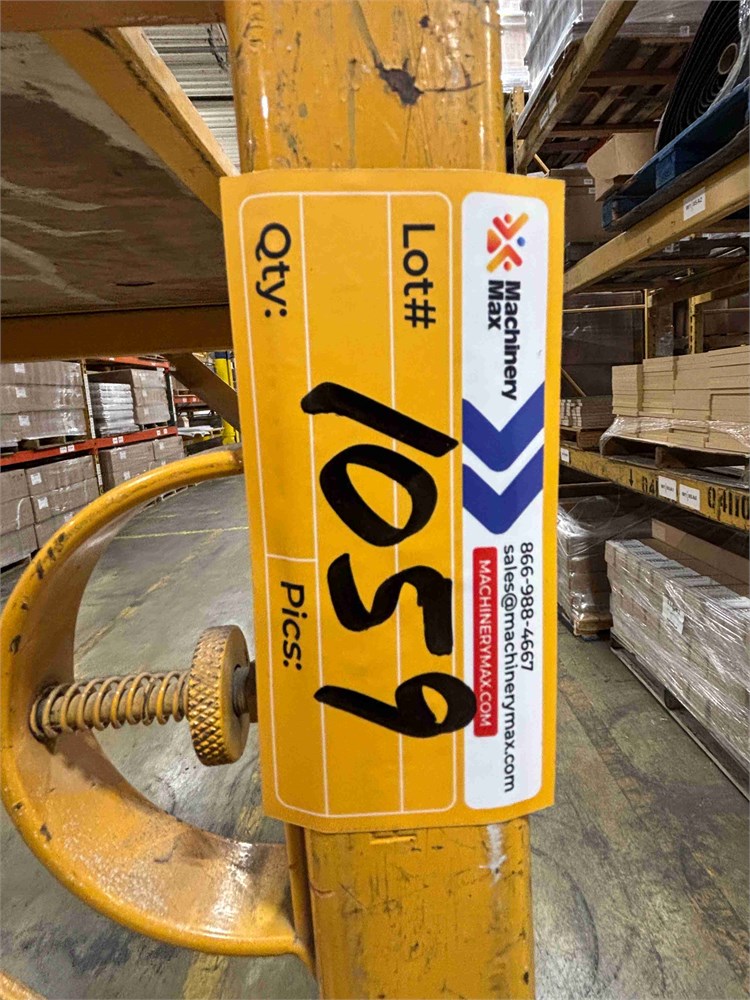 Machinery
Max
866-988-4667
sales@machinerymax.com
MACHINERYMAX.COM
Lot#
1059
Qty:
Pics: